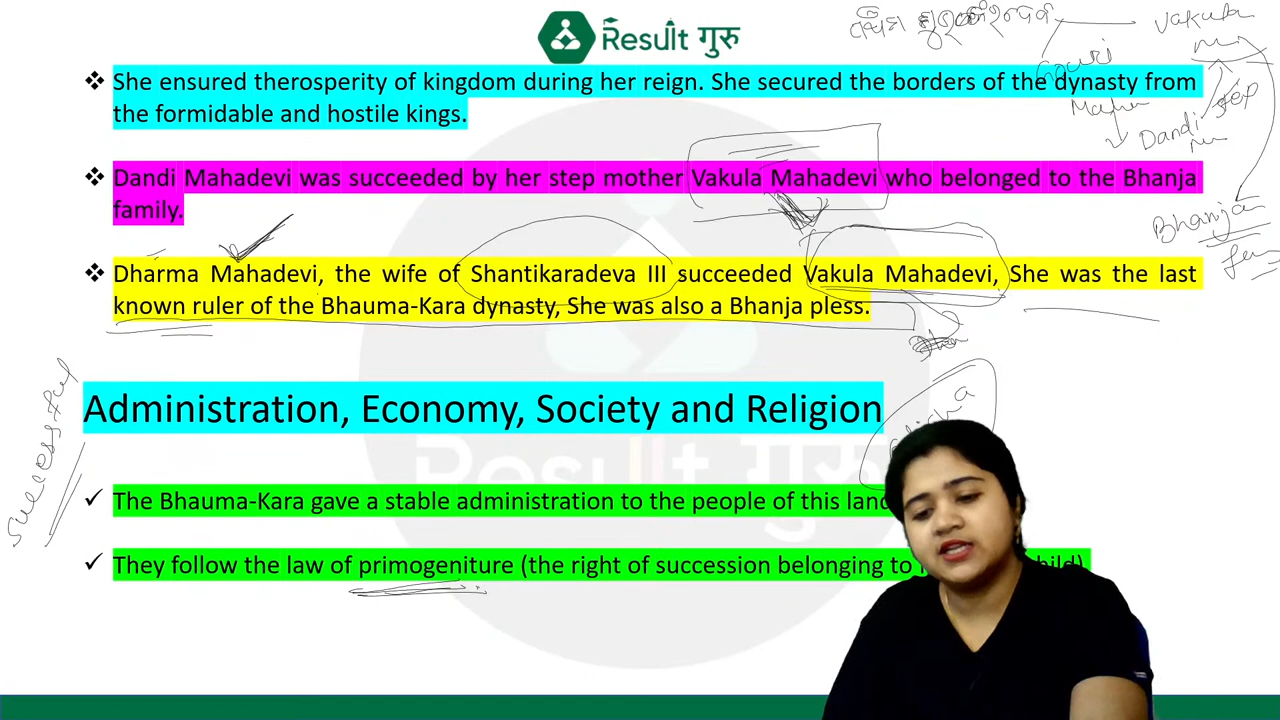 Result गुरु
Vakula
❖ She ensured therosperity of kingdom during her reign. She secured the borders of the dynasty from
the formidable and hostile kings.
Gouri
Dandi
❖ Dandi Mahadevi was succeeded by her step mother Vakula Mahadevi who belonged to the Bhanja
family.
Bhanja
❖ Dharma Mahadevi, the wife of Shantikaradeva III succeeded Vakula Mahadevi, She was the last
known ruler of the Bhauma-Kara dynasty, She was also a Bhanja pless.
Successful
Administration, Economy, Society and Religion
✓ The Bhauma-Kara gave a stable administration to the people of this land
✓ They follow the law of primogeniture (the right of succession belonging to
Result गुरु